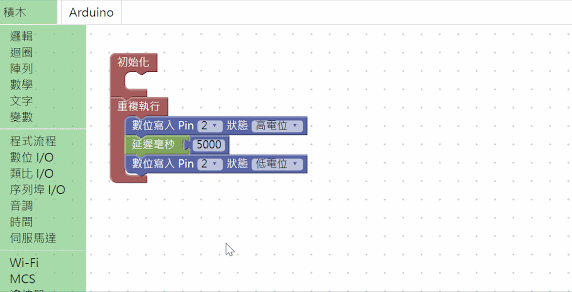 積木 Arduino
邏輯
迴圈
陣列
數學
文字
變數
程式流程
數位 I/O
類比 I/O
序列埠 I/O
音調
時間
伺服馬達
Wi-Fi
MCS
初始化
重複執行
數位寫入 Pin 2 狀態 高電位
延遲毫秒 5000
數位寫入 Pin 2 狀態 低電位